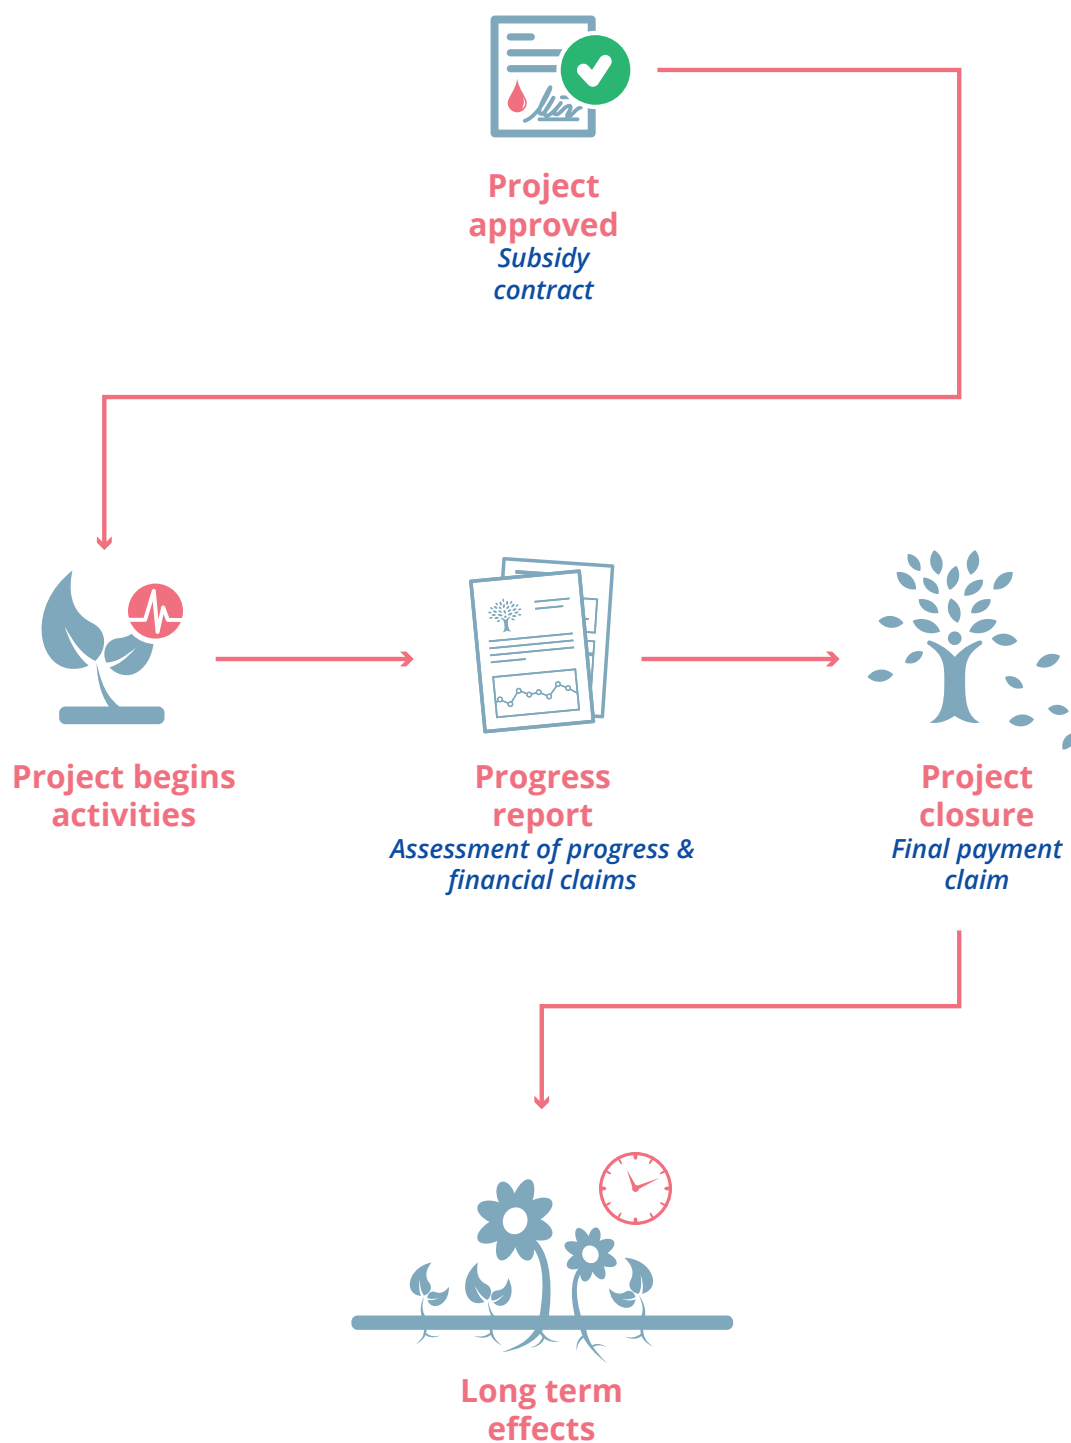 Project
approved
Subsidy
contract
Project begins
activities
Progress
report
Assessment of progress &
financial claims
Project
closure
Final payment
claim
Long term
effects